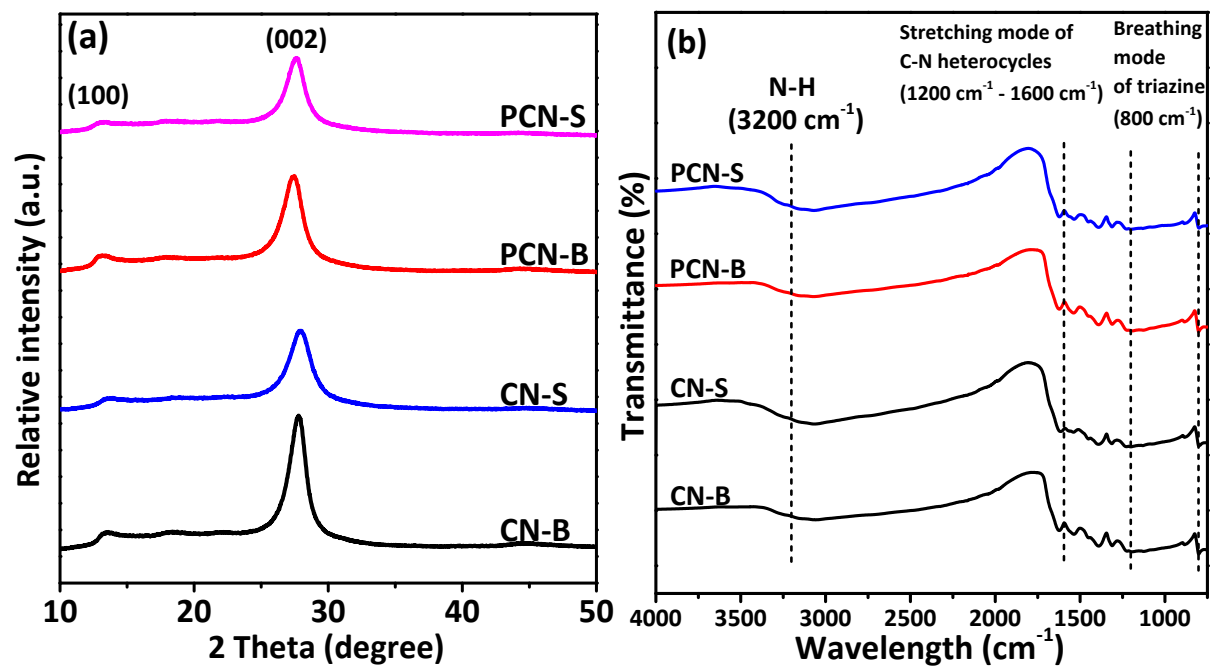 (a)
(002)
(100)
PCN-S
PCN-B
CN-S
CN-B
Relative intensity (a.u.)
10 20 30 40 50
2 Theta (degree)
(b)
Stretching mode of
C-N heterocycles
(1200 cm⁻¹ - 1600 cm⁻¹)
Breathing
mode
of triazine
(800 cm⁻¹)
N-H
(3200 cm⁻¹)
PCN-S
PCN-B
CN-S
CN-B
Transmittance (%)
4000 3500 3000 2500 2000 1500 1000
Wavelength (cm⁻¹)